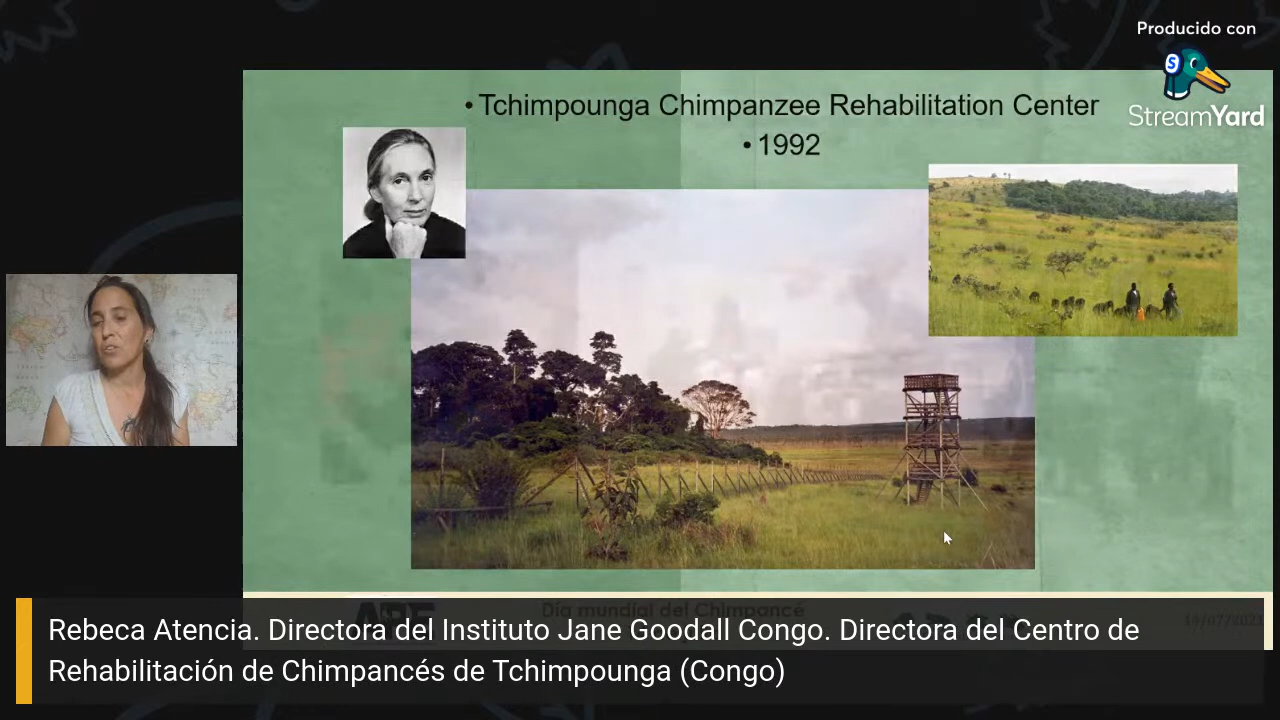 Producido con
StreamYard
• Tchimpounga Chimpanzee Rehabilitation Center
• 1992
Día mundial del Chimpancé
Rebeca Atencia. Directora del Instituto Jane Goodall Congo. Directora del Centro de
Rehabilitación de Chimpancés de Tchimpounga (Congo)